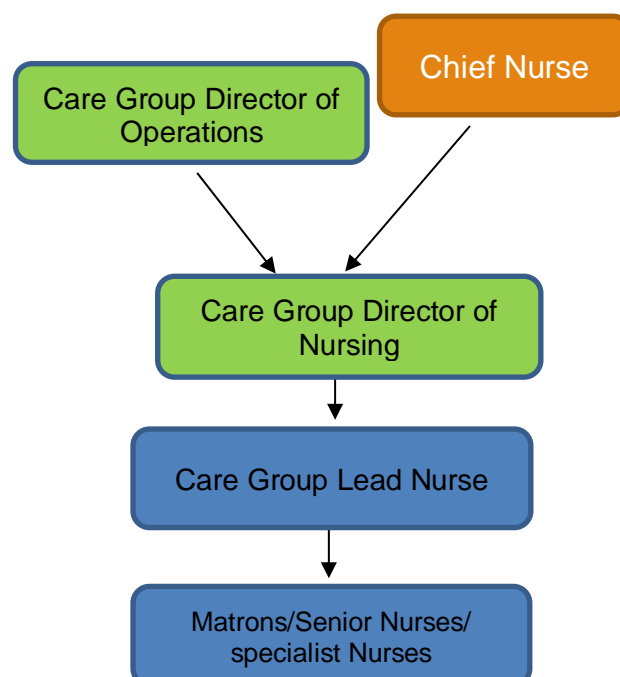 Care Group Director of
Operations
Chief Nurse
Care Group Director of
Nursing
Care Group Lead Nurse
Matrons/Senior Nurses/
specialist Nurses